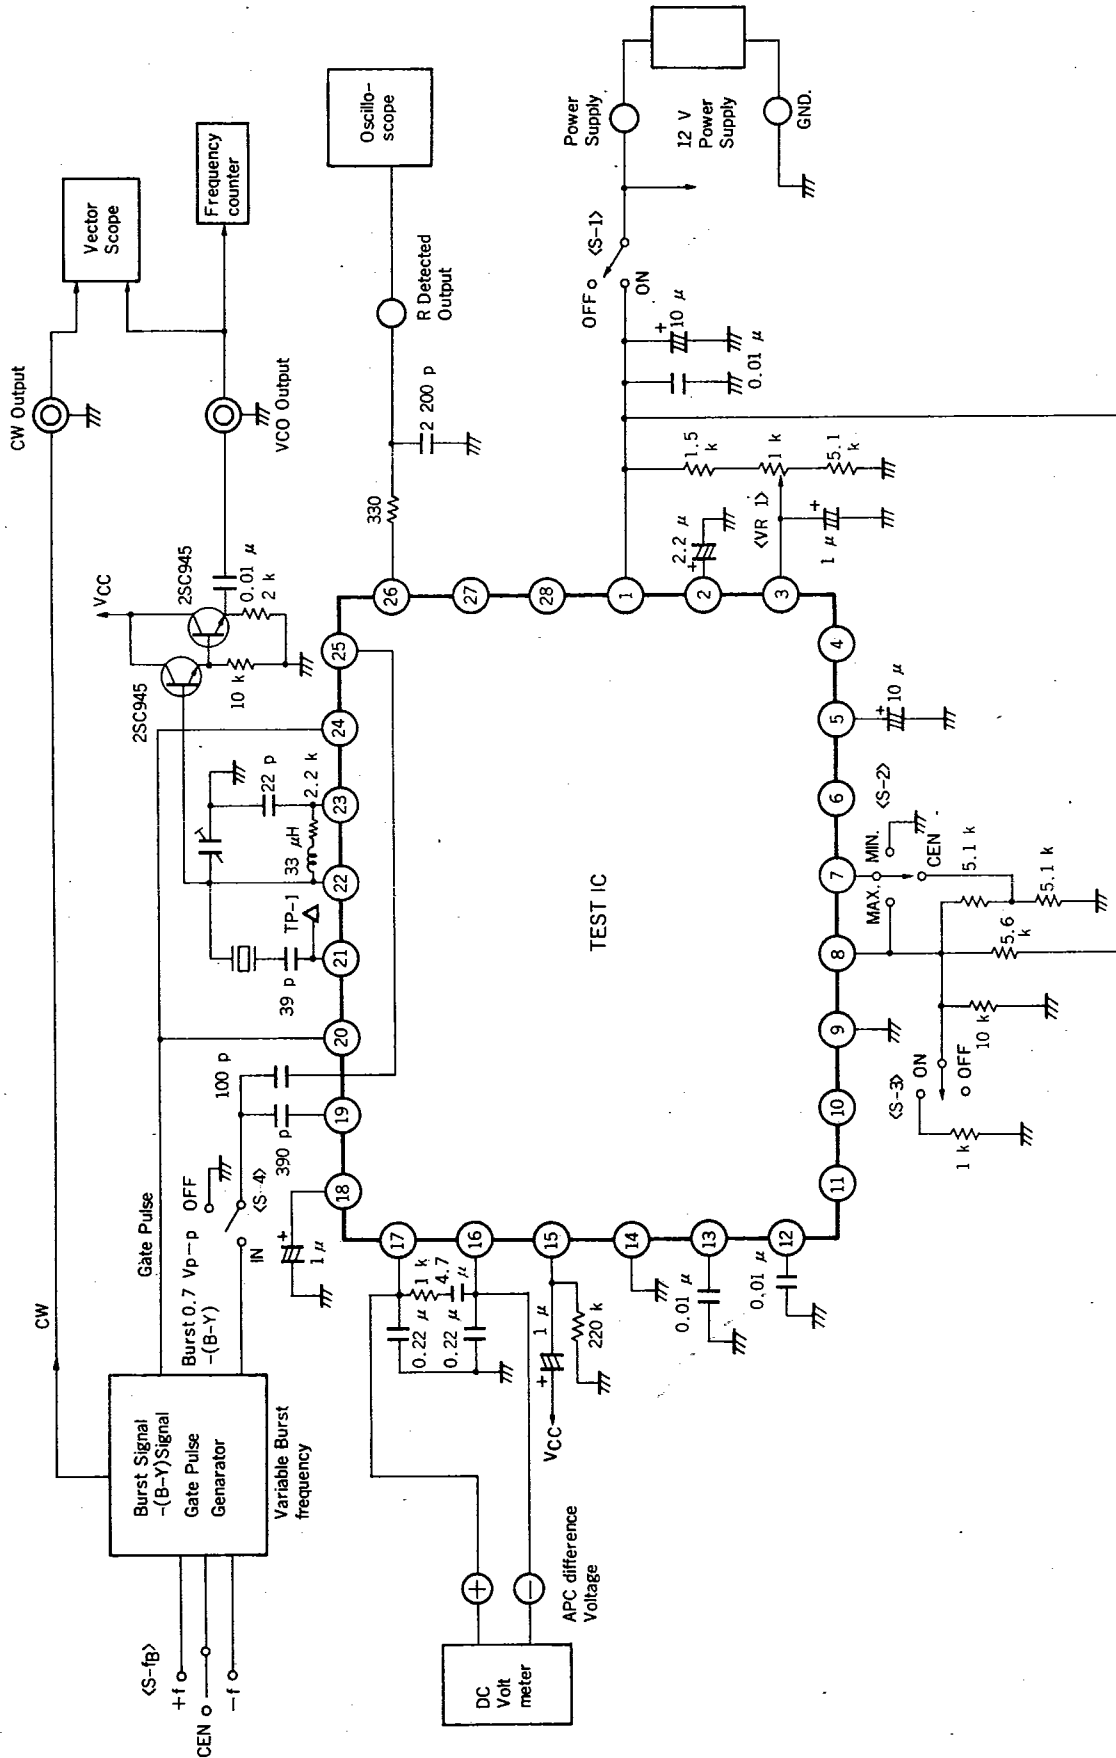 CW Output
Vector
Scope
Frequency
counter
VCO Output
Oscillo-
scope
R Detected
Output
2 200 p
330
VCC
2SC945
2SC945
0.01 μ
2 k
10 k
CW
Gate Pulse
Burst 0.7 Vp-p
-(B-Y)
OFF
IN
<S-4>
Burst Signal
-(B-Y)Signal
Gate Pulse
Genarator
Variable Burst
frequency
<S-fB>
+f
CEN
-f
100 p
390 p
39 p
TP-1
33 μH
22 p
2.2 k
+
1 μ
18
19
20
21
22
23
24
25
26
27
28
1
2
3
4
5
6
7
8
9
10
11
12
13
14
15
16
17
TEST IC
Power
Supply
12 V
Power
Supply
GND.
<S-1>
OFF
ON
+
10 μ
0.01 μ
1.5
k
1 k
5.1
k
<VR 1>
2.2 μ
+
1 μ
+
+
10 μ
<S-2>
MIN.
MAX.
CEN
5.1 k
5.1 k
5.6
k
10 k
<S-3>
ON
OFF
1 k
0.01 μ
0.01 μ
1 μ
+
220 k
VCC
1 k
4.7
μ
0.22 μ
0.22 μ
+
−
APC difference
Voltage
DC
Volt
meter